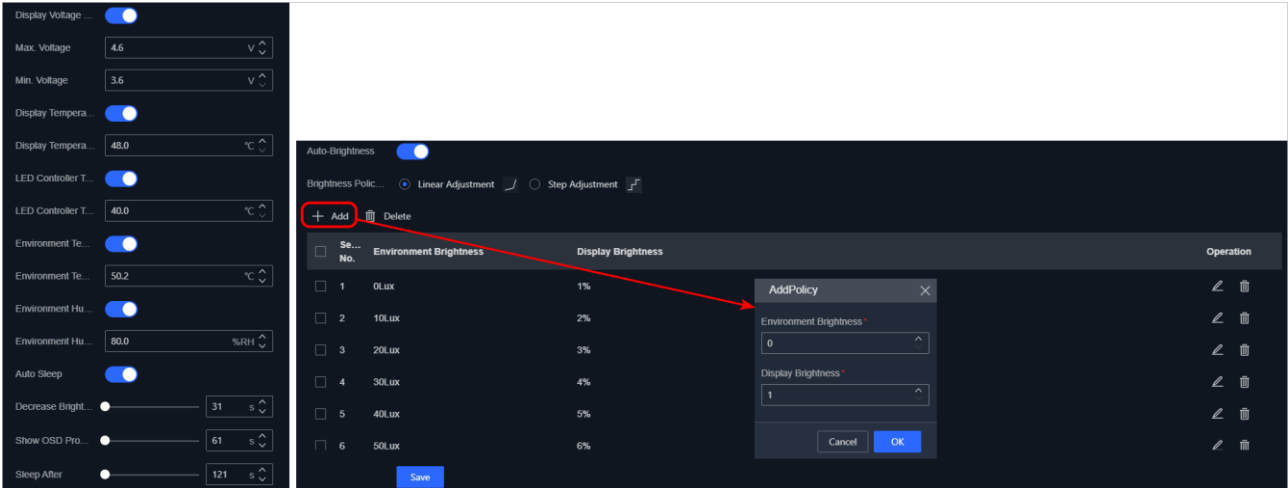 Display Voltage ...
Max. Voltage 4.6 V
Min. Voltage 3.6 V
Display Tempera...
Display Tempera... 48.0 °C
LED Controller T...
LED Controller T... 40.0 °C
Environment Te...
Environment Te... 50.2 °C
Environment Hu...
Environment Hu... 80.0 %RH
Auto Sleep
Decrease Bright... 31 s
Show OSD Pro... 61 s
Sleep After 121 s
Auto-Brightness
Brightness Polic... Linear Adjustment Step Adjustment
Add Delete
Se... No. Environment Brightness Display Brightness Operation
1 0Lux 1%
2 10Lux 2%
3 20Lux 3%
4 30Lux 4%
5 40Lux 5%
6 50Lux 6%
Save
AddPolicy
Environment Brightness *
0
Display Brightness *
1
Cancel OK